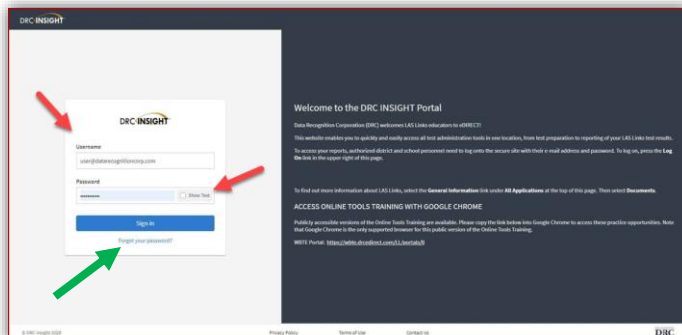 DRC INSIGHT
DRC INSIGHT
Username
user@datarecognitioncorp.com
Password
Show Text
Sign In
Forgot your password?
Welcome to the DRC INSIGHT Portal
Data Recognition Corporation (DRC) welcomes LAS Links educators to eDIRECT!
This website enables you to quickly and easily access all test administration tools in one location, from test preparation to reporting of your LAS Links test results.
To access your reports, authorized district and school personnel need to log onto the secure site with their e-mail address and password. To log on, press the Log
On link in the upper right of this page.
To find out more information about LAS Links, select the General Information link under All Applications at the top of this page. Then select Documents.
ACCESS ONLINE TOOLS TRAINING WITH GOOGLE CHROME
Publicly accessible versions of the Online Tools Training are available. Please copy the link below into Google Chrome to access these practice opportunities. Note
that Google Chrome is the only supported browser for this public version of the Online Tools Training.
WBTE Portal: https://wbte.drcedirect.com/LL/portals/ll
Privacy Policy
Terms of Use
Contact Us
DRC